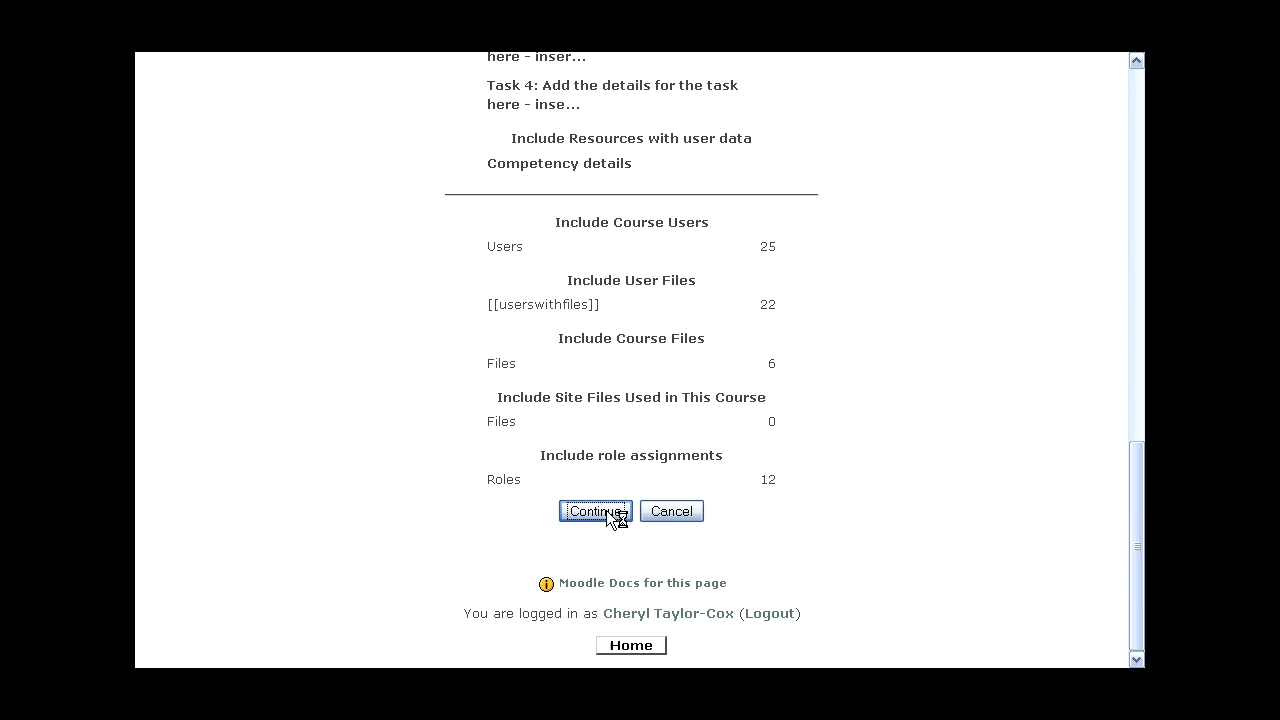 here - inser...
Task 4: Add the details for the task
here - inse...
Include Resources with user data
Competency details
Include Course Users
Users 25
Include User Files
[[userswithfiles]] 22
Include Course Files
Files 6
Include Site Files Used in This Course
Files 0
Include role assignments
Roles 12
Continue Cancel
Moodle Docs for this page
You are logged in as Cheryl Taylor-Cox (Logout)
Home